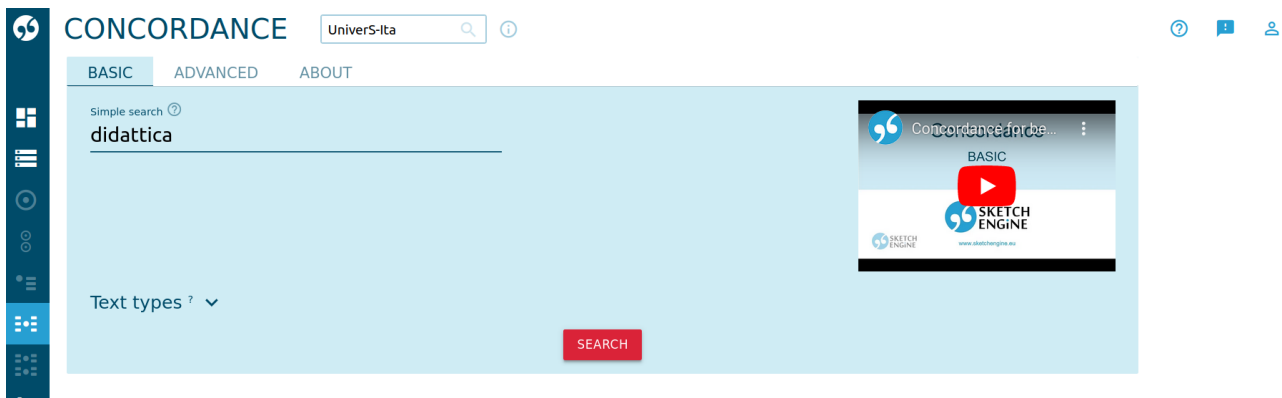 CONCORDANCE
UniverS-Ita
BASIC ADVANCED ABOUT
Simple search ?
didattica
Concordance for be...
Concordance
BASIC
SKETCH
ENGINE
SKETCH
ENGINE
www.sketchengine.eu
Text types ?
SEARCH